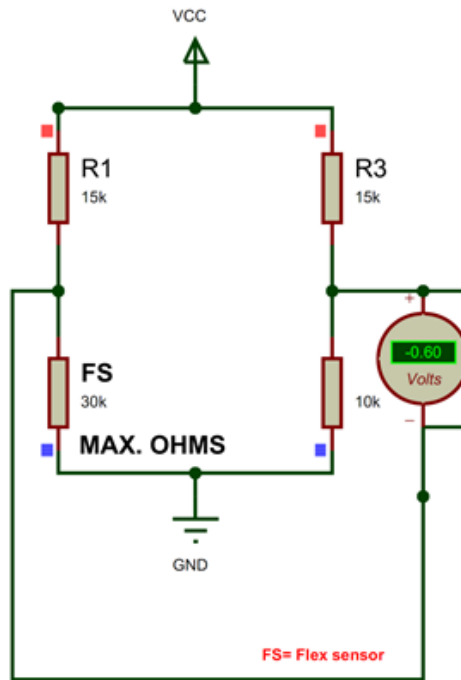 VCC
R1
15k
R3
15k
+
-0.60
Volts
−
FS
30k
10k
MAX. OHMS
GND
FS= Flex sensor